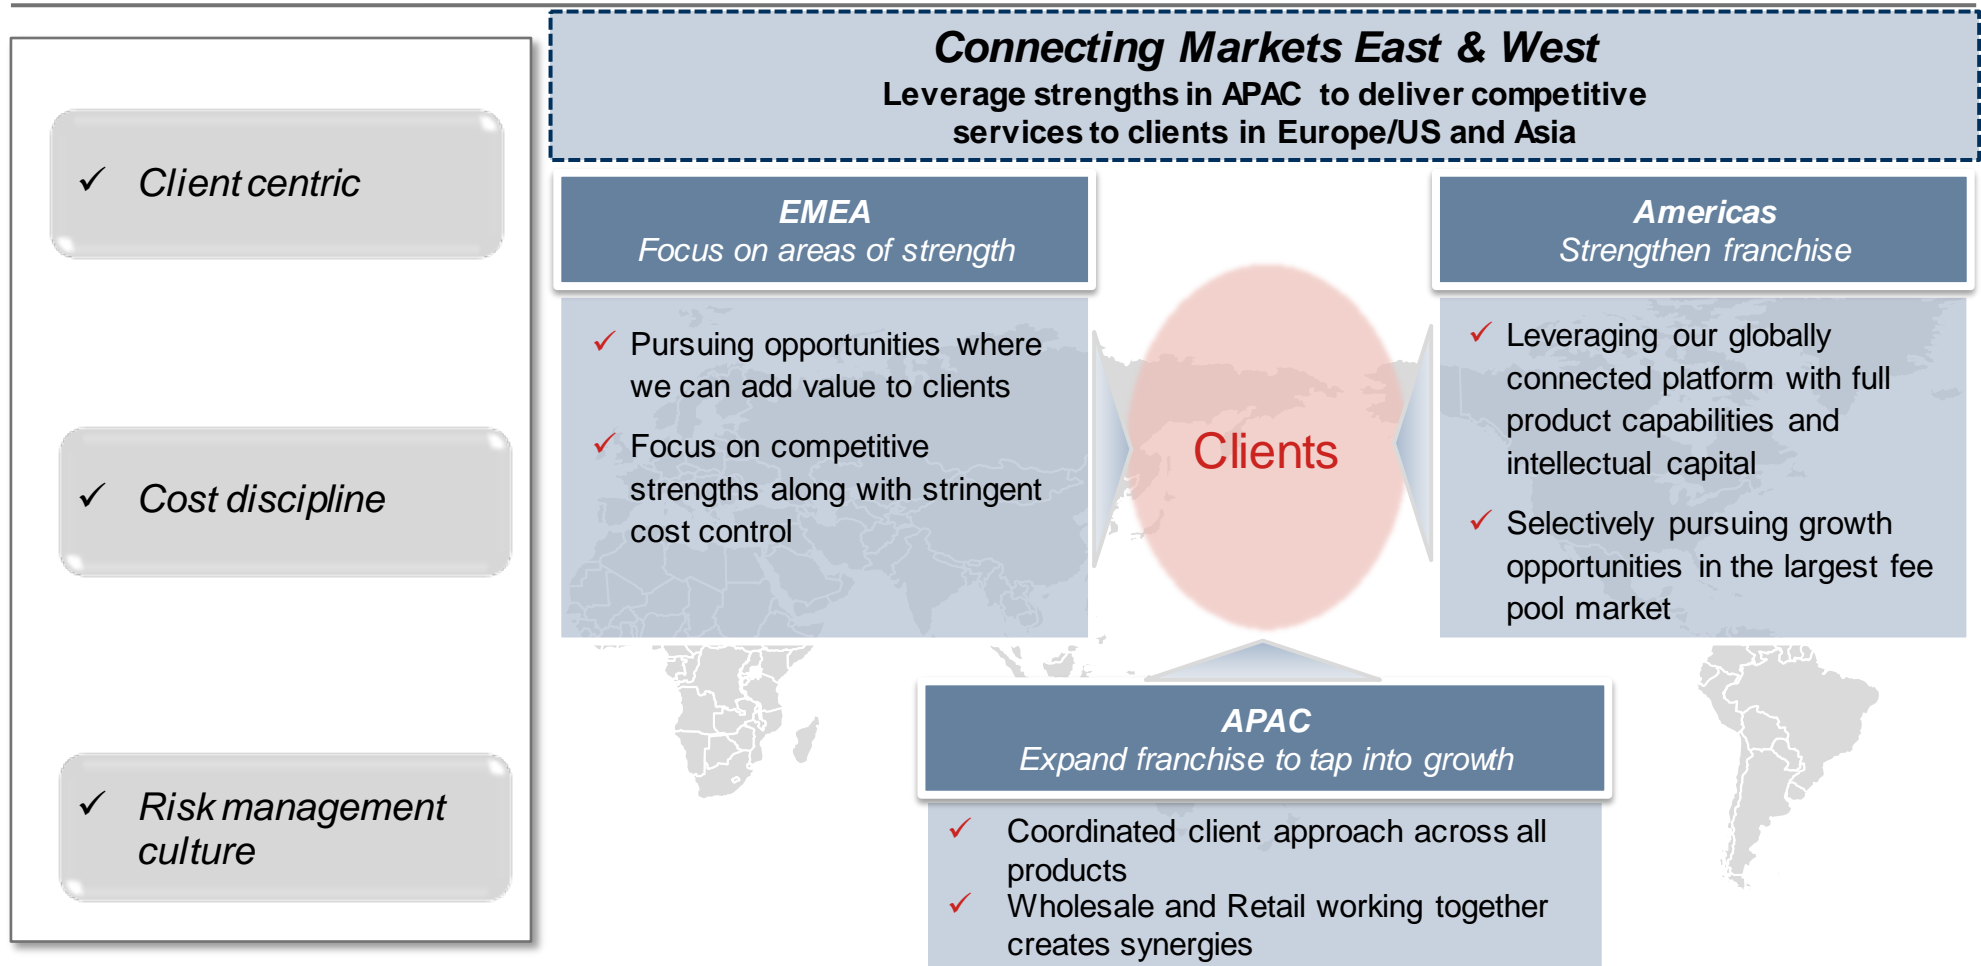 Connecting Markets East & West
Leverage strengths in APAC to deliver competitive
services to clients in Europe/US and Asia
✓ Client centric
✓ Cost discipline
✓ Risk management
culture
EMEA
Focus on areas of strength
✓ Pursuing opportunities where
we can add value to clients
✓ Focus on competitive
strengths along with stringent
cost control
Clients
Americas
Strengthen franchise
✓ Leveraging our globally
connected platform with full
product capabilities and
intellectual capital
✓ Selectively pursuing growth
opportunities in the largest fee
pool market
APAC
Expand franchise to tap into growth
✓ Coordinated client approach across all
products
✓ Wholesale and Retail working together
creates synergies